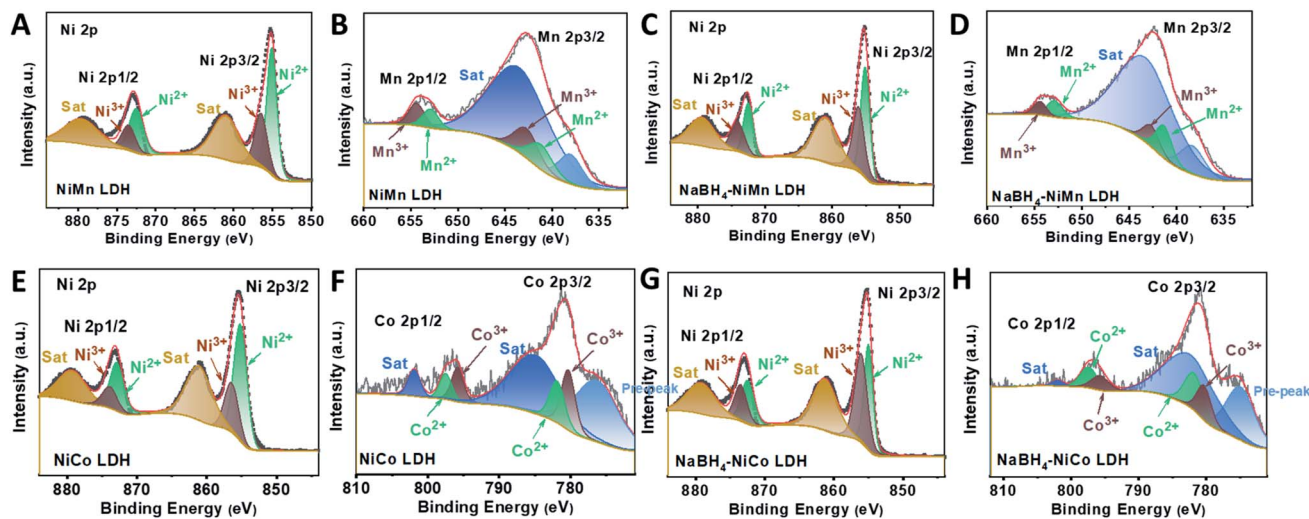 A
Ni 2p
Ni 2p3/2
Ni 2p1/2
Ni2+
Ni3+
Ni2+
Ni3+
Sat
Sat
NiMn LDH
Intensity (a.u.)
880 875 870 865 860 855 850
Binding Energy (eV)
B
Mn 2p3/2
Sat
Mn 2p1/2
Mn3+
Mn2+
Mn3+
Mn2+
NiMn LDH
Intensity (a.u.)
660 655 650 645 640 635
Binding Energy (eV)
C
Ni 2p
Ni 2p3/2
Ni 2p1/2
Ni3+
Ni2+
Ni3+
Ni2+
Sat
Sat
NaBH4-NiMn LDH
Intensity (a.u.)
880 870 860 850
Binding Energy (eV)
D
Mn 2p3/2
Mn 2p1/2
Sat
Mn2+
Mn3+
Mn3+
Mn2+
NaBH4-NiMn LDH
Intensity (a.u.)
660 655 650 645 640 635
Binding Energy (eV)
E
Ni 2p
Ni 2p3/2
Ni 2p1/2
Ni3+
Ni2+
Ni3+
Ni2+
Sat
Sat
NiCo LDH
Intensity (a.u.)
880 870 860 850
Binding Energy (eV)
F
Co 2p3/2
Co 2p1/2
Co3+
Sat
Sat
Co3+
Pre-peak
Co2+
Co2+
NiCo LDH
Intensity (a.u.)
810 800 790 780
Binding Energy (eV)
G
Ni 2p
Ni 2p3/2
Ni 2p1/2
Ni3+
Ni2+
Ni3+
Ni2+
Sat
Sat
NaBH4-NiCo LDH
Intensity (a.u.)
880 870 860 850
Binding Energy (eV)
H
Co 2p3/2
Co 2p1/2
Co2+
Sat
Sat
Co3+
Pre-peak
Co3+
Co2+
NaBH4-NiCo LDH
Intensity (a.u.)
810 800 790 780
Binding Energy (eV)